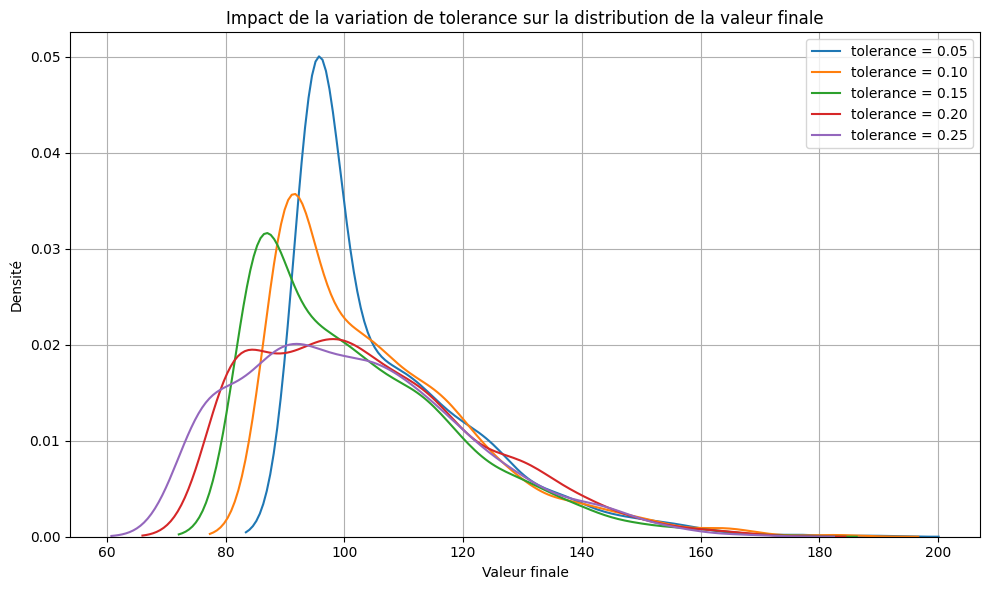 Impact de la variation de tolerance sur la distribution de la valeur finale
tolerance = 0.05
tolerance = 0.10
tolerance = 0.15
tolerance = 0.20
tolerance = 0.25
Densité
0.05
0.04
0.03
0.02
0.01
0.00
60 80 100 120 140 160 180 200
Valeur finale